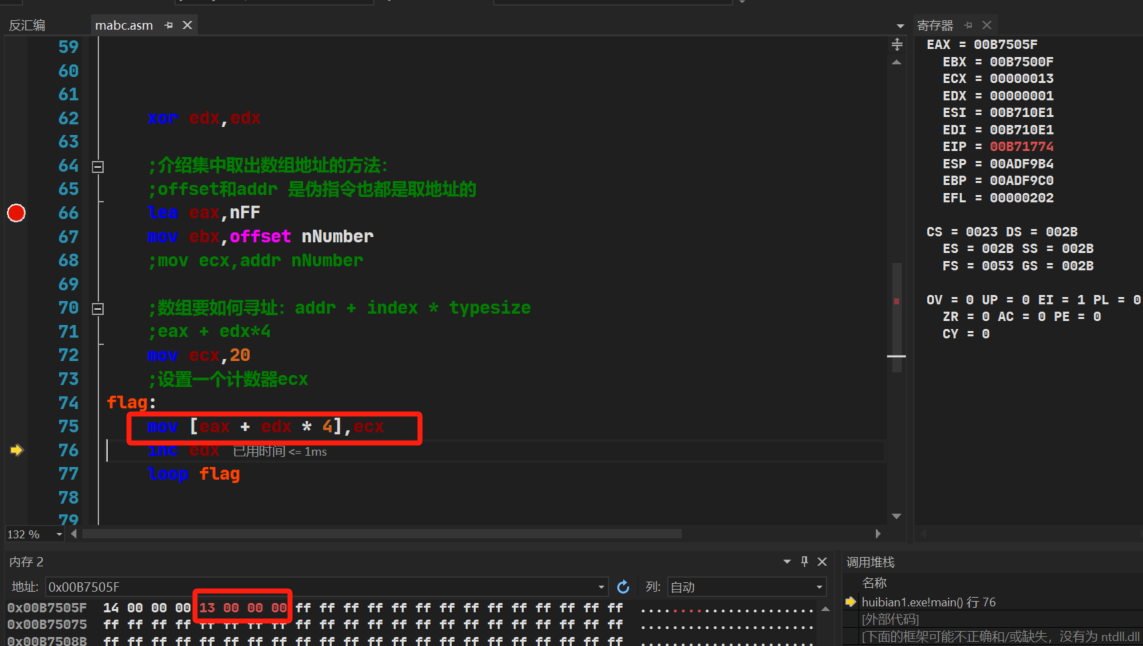 反汇编
mabc.asm
59
60
61
62 xor edx,edx
63
64 ;介绍集中取出数组地址的方法:
65 ;offset和addr 是伪指令也都是取地址的
66 lea eax,nFF
67 mov ebx,offset nNumber
68 ;mov ecx,addr nNumber
69
70 ;数组要如何寻址: addr + index * typesize
71 ;eax + edx*4
72 mov ecx,20
73 ;设置一个计数器ecx
74 flag:
75 mov [eax + edx * 4],ecx
76 inc edx 已用时间 <= 1ms
77 loop flag
78
79
132 %
寄存器
EAX = 00B7505F
EBX = 00B7500F
ECX = 00000013
EDX = 00000001
ESI = 00B710E1
EDI = 00B710E1
EIP = 00B71774
ESP = 00ADF9B4
EBP = 00ADF9C0
EFL = 00000202
CS = 0023 DS = 002B
ES = 002B SS = 002B
FS = 0053 GS = 002B
OV = 0 UP = 0 EI = 1 PL = 0
ZR = 0 AC = 0 PE = 0
CY = 0
内存 2
地址: 0x00B7505F 列: 自动
0x00B7505F 14 00 00 00 13 00 00 00 ff ff ff ff ff ff ff ff ff ff ff ff ff ff ......................
0x00B75075 ff ff ff ff ff ff ff ff ff ff ff ff ff ff ff ff ff ff ff ff ff ff ......................
0x00B7508B ff ff ff ff ff ff ff ff ff ff ff ff ff ff ff ff ff ff ff ff ff ff ......................
调用堆栈
名称
huibian1.exe!main() 行 76
[外部代码]
[下面的框架可能不正确和/或缺失，没有为 ntdll.dll